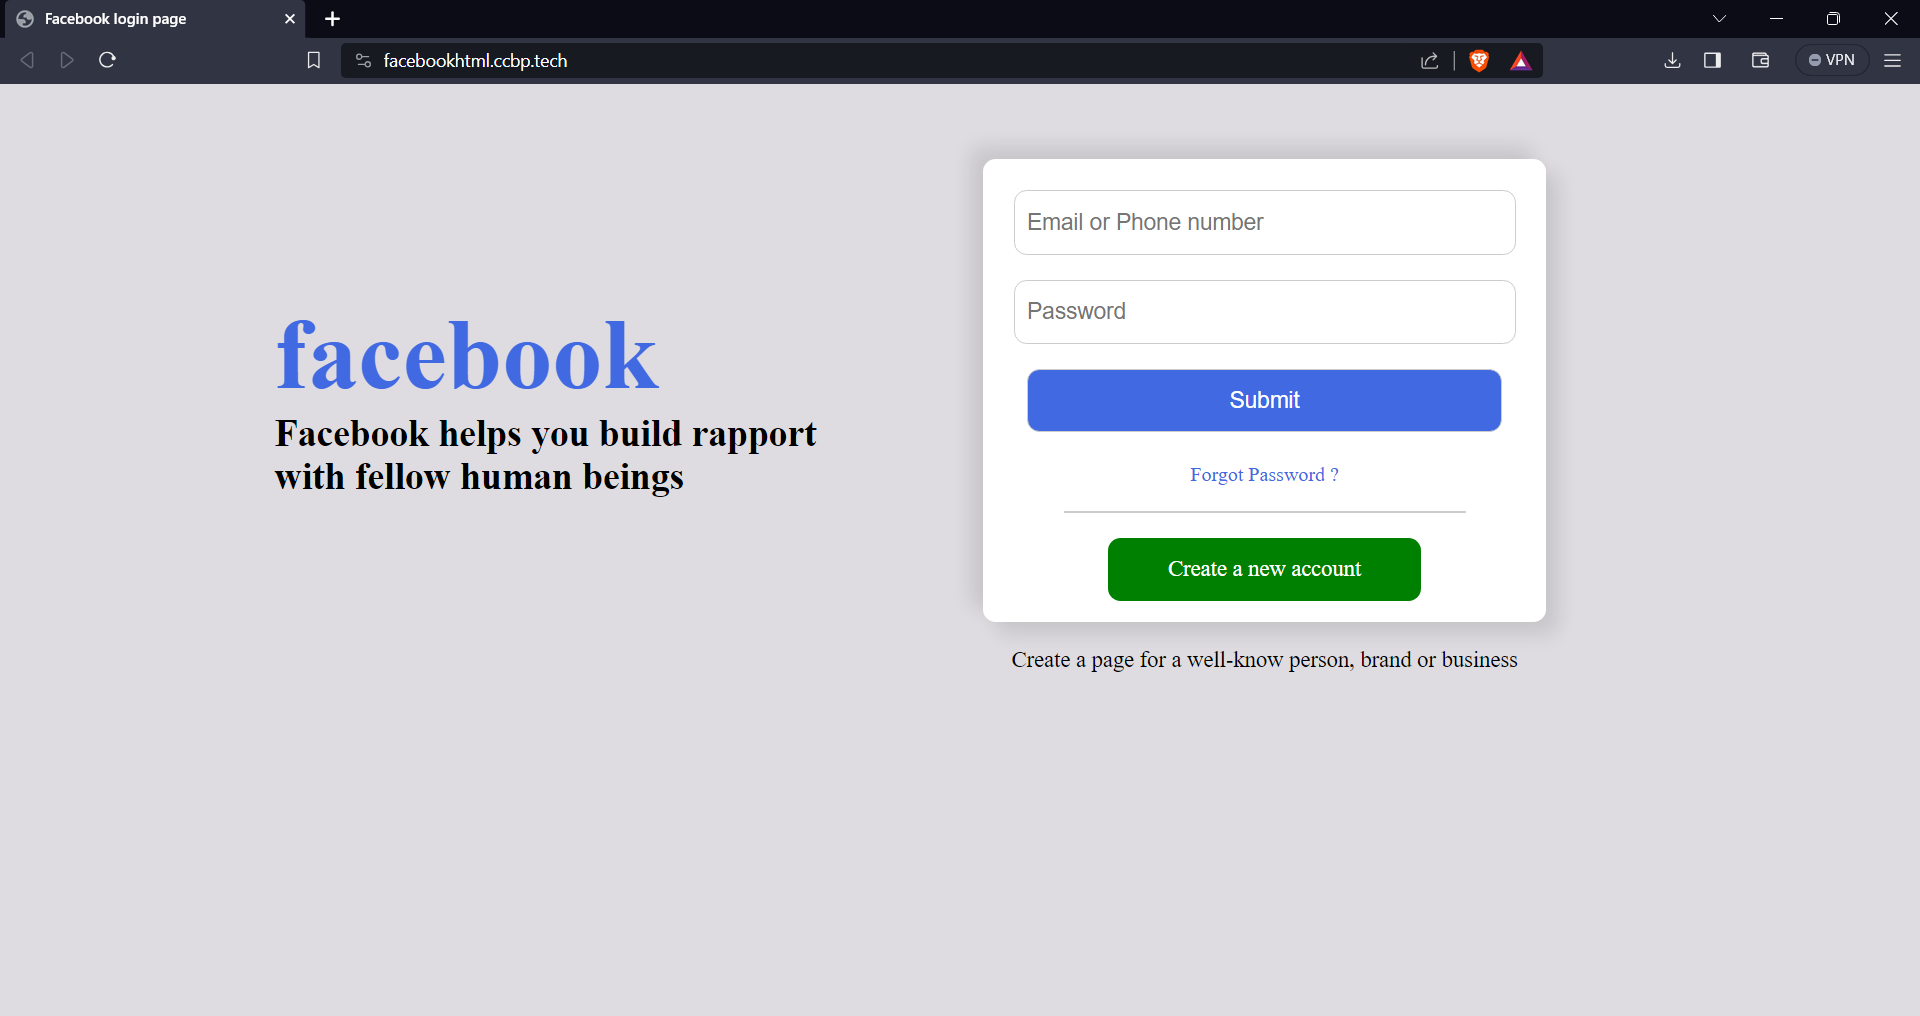 Facebook login page
facebookhtml.ccbp.tech
VPN
facebook
Facebook helps you build rapport
with fellow human beings
Email or Phone number
Password
Submit
Forgot Password ?
Create a new account
Create a page for a well-know person, brand or business